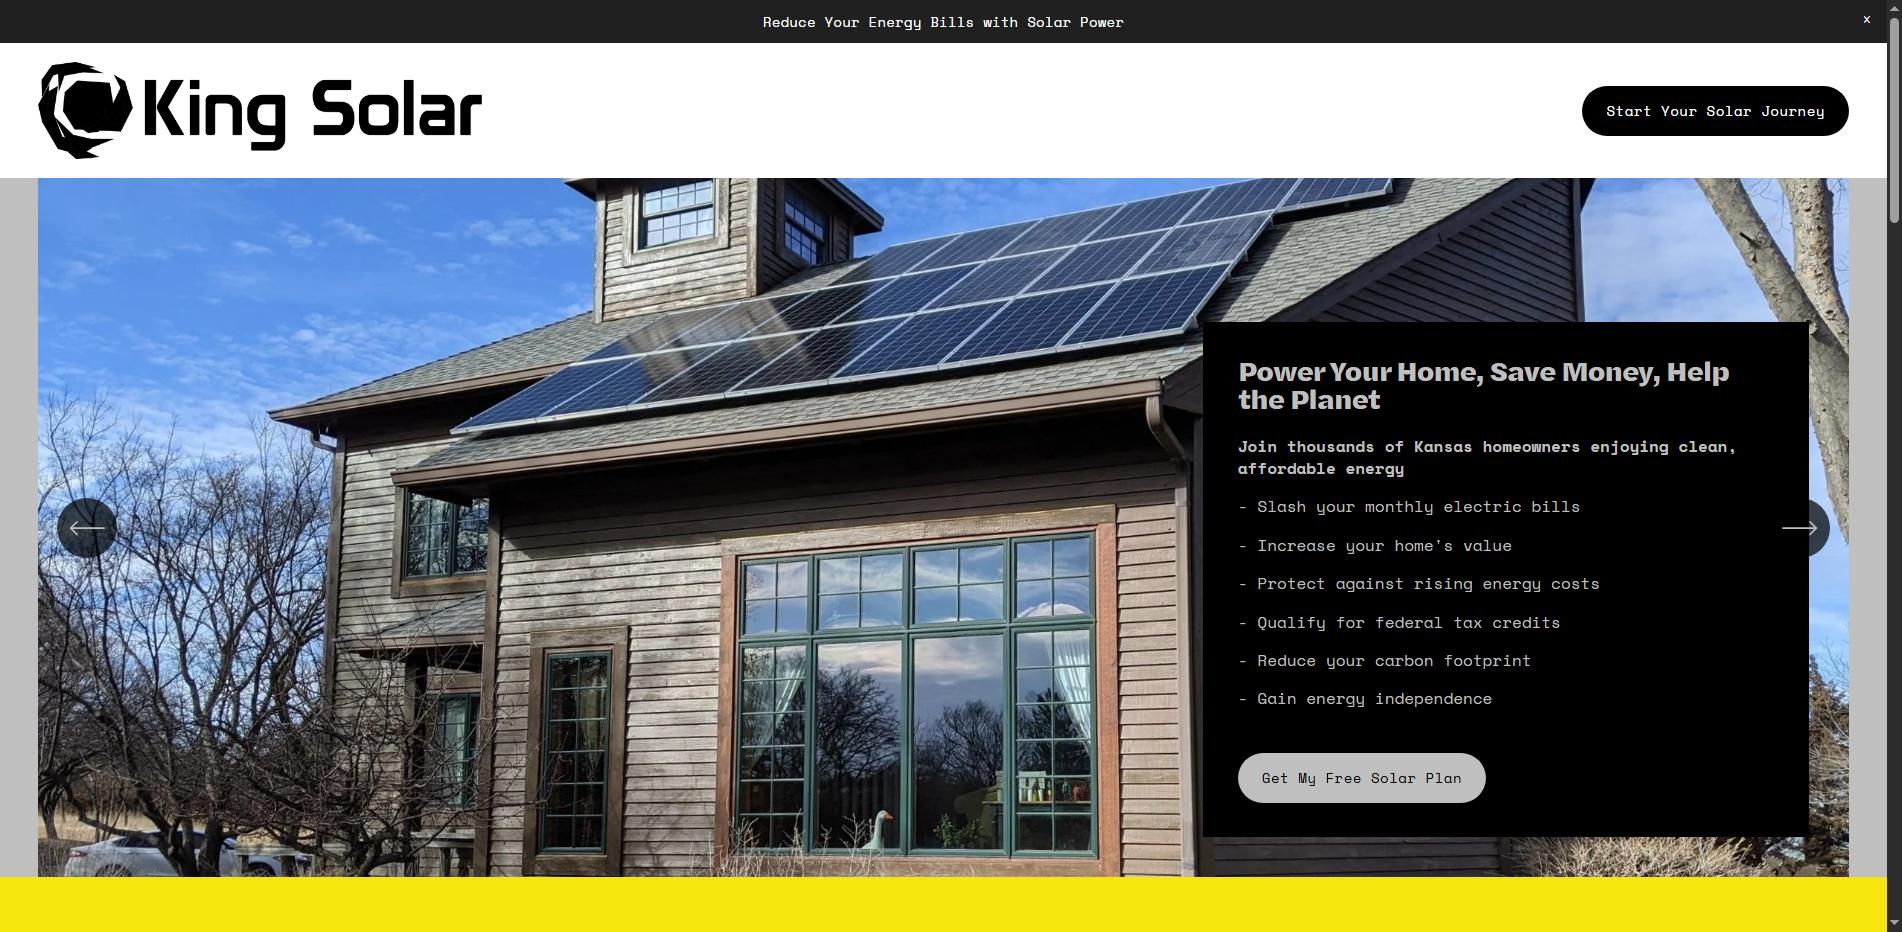 Reduce Your Energy Bills with Solar Power
x
King Solar
Start Your Solar Journey
Power Your Home, Save Money, Help
the Planet
Join thousands of Kansas homeowners enjoying clean,
affordable energy
- Slash your monthly electric bills
- Increase your home's value
- Protect against rising energy costs
- Qualify for federal tax credits
- Reduce your carbon footprint
- Gain energy independence
Get My Free Solar Plan